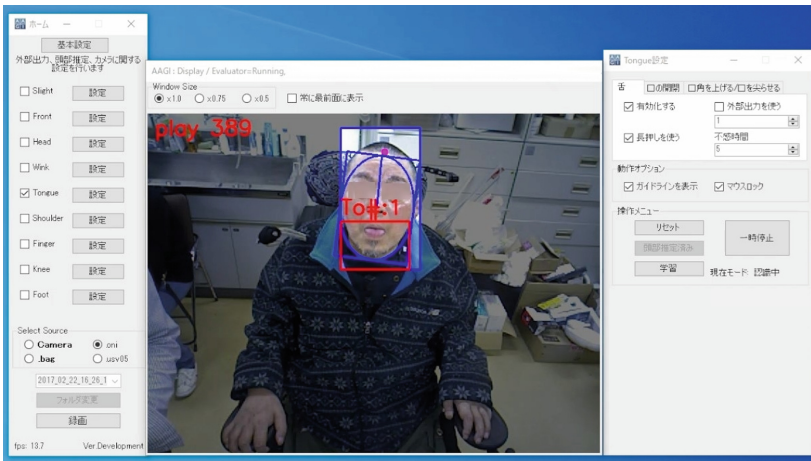 ホーム
基本設定
外部出力、頭部推定、カメラに関する
設定を行います
Slight 設定
Front 設定
Head 設定
Wink 設定
Tongue 設定
Shoulder 設定
Finger 設定
Knee 設定
Foot 設定
Select Source
Camera .oni
.bag .usv85
2017_02_22_16_26_1
フォルダ変更
録画
fps: 13.7 Ver.Development
AAGI : Display / Evaluator=Running,
Window Size
x1.0 x0.75 x0.5 常に最前面に表示
play 389
To#:1
Tongue設定
舌 口の開閉 口角を上げる/口を尖らせる
有効化する 外部出力を使う
1
長押しを使う 不感時間
5
動作オプション
ガイドラインを表示 マウスロック
操作メニュー
リセット 一時停止
頭部推定済み
学習 現在モード: 認識中